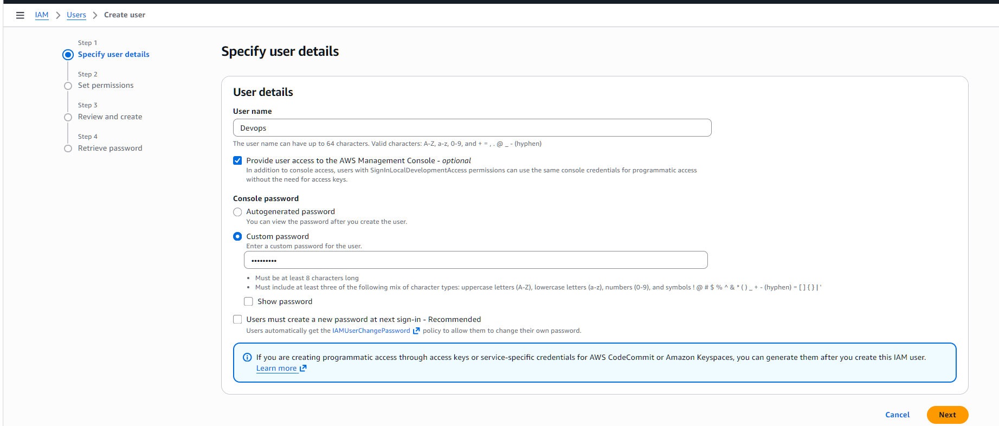 IAM > Users > Create user
Step 1
Specify user details
Step 2
Set permissions
Step 3
Review and create
Step 4
Retrieve password
Specify user details
User details
User name
Devops
The user name can have up to 64 characters. Valid characters: A-Z, a-z, 0-9, and + = , . @ _ - (hyphen)
Provide user access to the AWS Management Console - optional
In addition to console access, users with SignInLocalDevelopmentAccess permissions can use the same console credentials for programmatic access
without the need for access keys.
Console password
Autogenerated password
You can view the password after you create the user.
Custom password
Enter a custom password for the user.
•••••••••
• Must be at least 8 characters long
• Must include at least three of the following mix of character types: uppercase letters (A-Z), lowercase letters (a-z), numbers (0-9), and symbols ! @ # $ % ^ & * ( ) _ + - (hyphen) = [ ] { } | '
Show password
Users must create a new password at next sign-in - Recommended
Users automatically get the IAMUserChangePassword policy to allow them to change their own password.
If you are creating programmatic access through access keys or service-specific credentials for AWS CodeCommit or Amazon Keyspaces, you can generate them after you create this IAM user.
Learn more
Cancel
Next